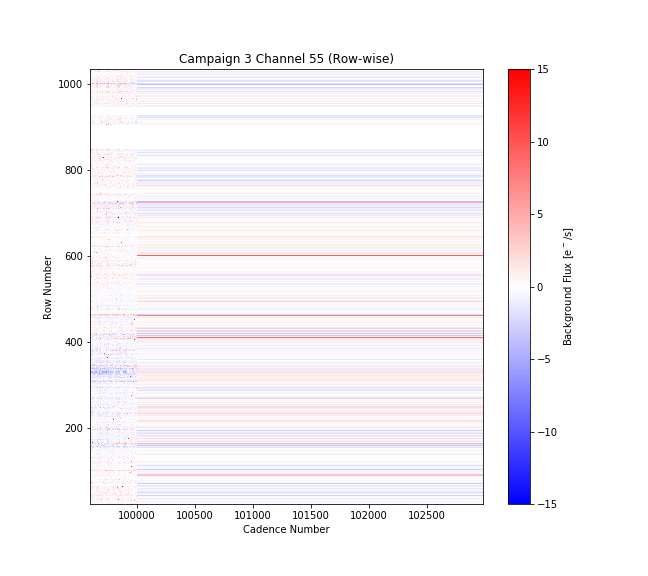 Campaign 3 Channel 55 (Row-wise)
1000
800
600
400
200
Row Number
100000 100500 101000 101500 102000 102500
Cadence Number
15
10
5
0
−5
−10
−15
Background Flux [e⁻/s]